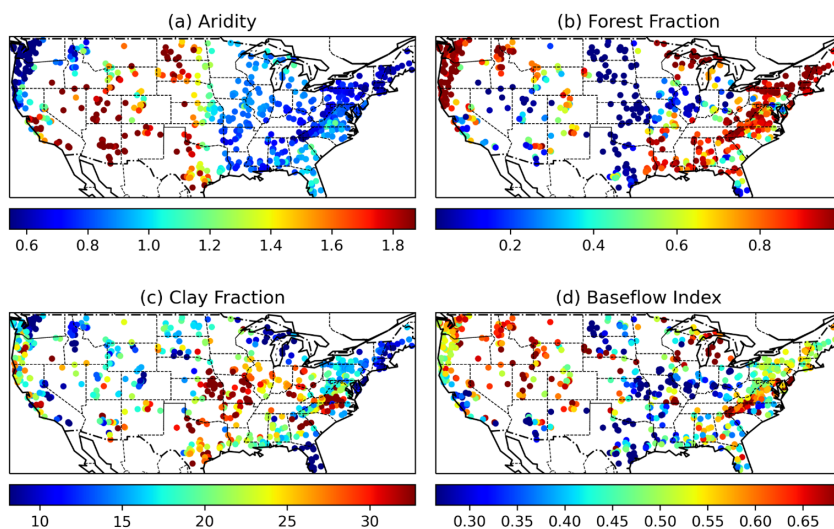 (a) Aridity
(b) Forest Fraction
0.6 0.8 1.0 1.2 1.4 1.6 1.8
0.2 0.4 0.6 0.8
(c) Clay Fraction
(d) Baseflow Index
10 15 20 25 30
0.30 0.35 0.40 0.45 0.50 0.55 0.60 0.65